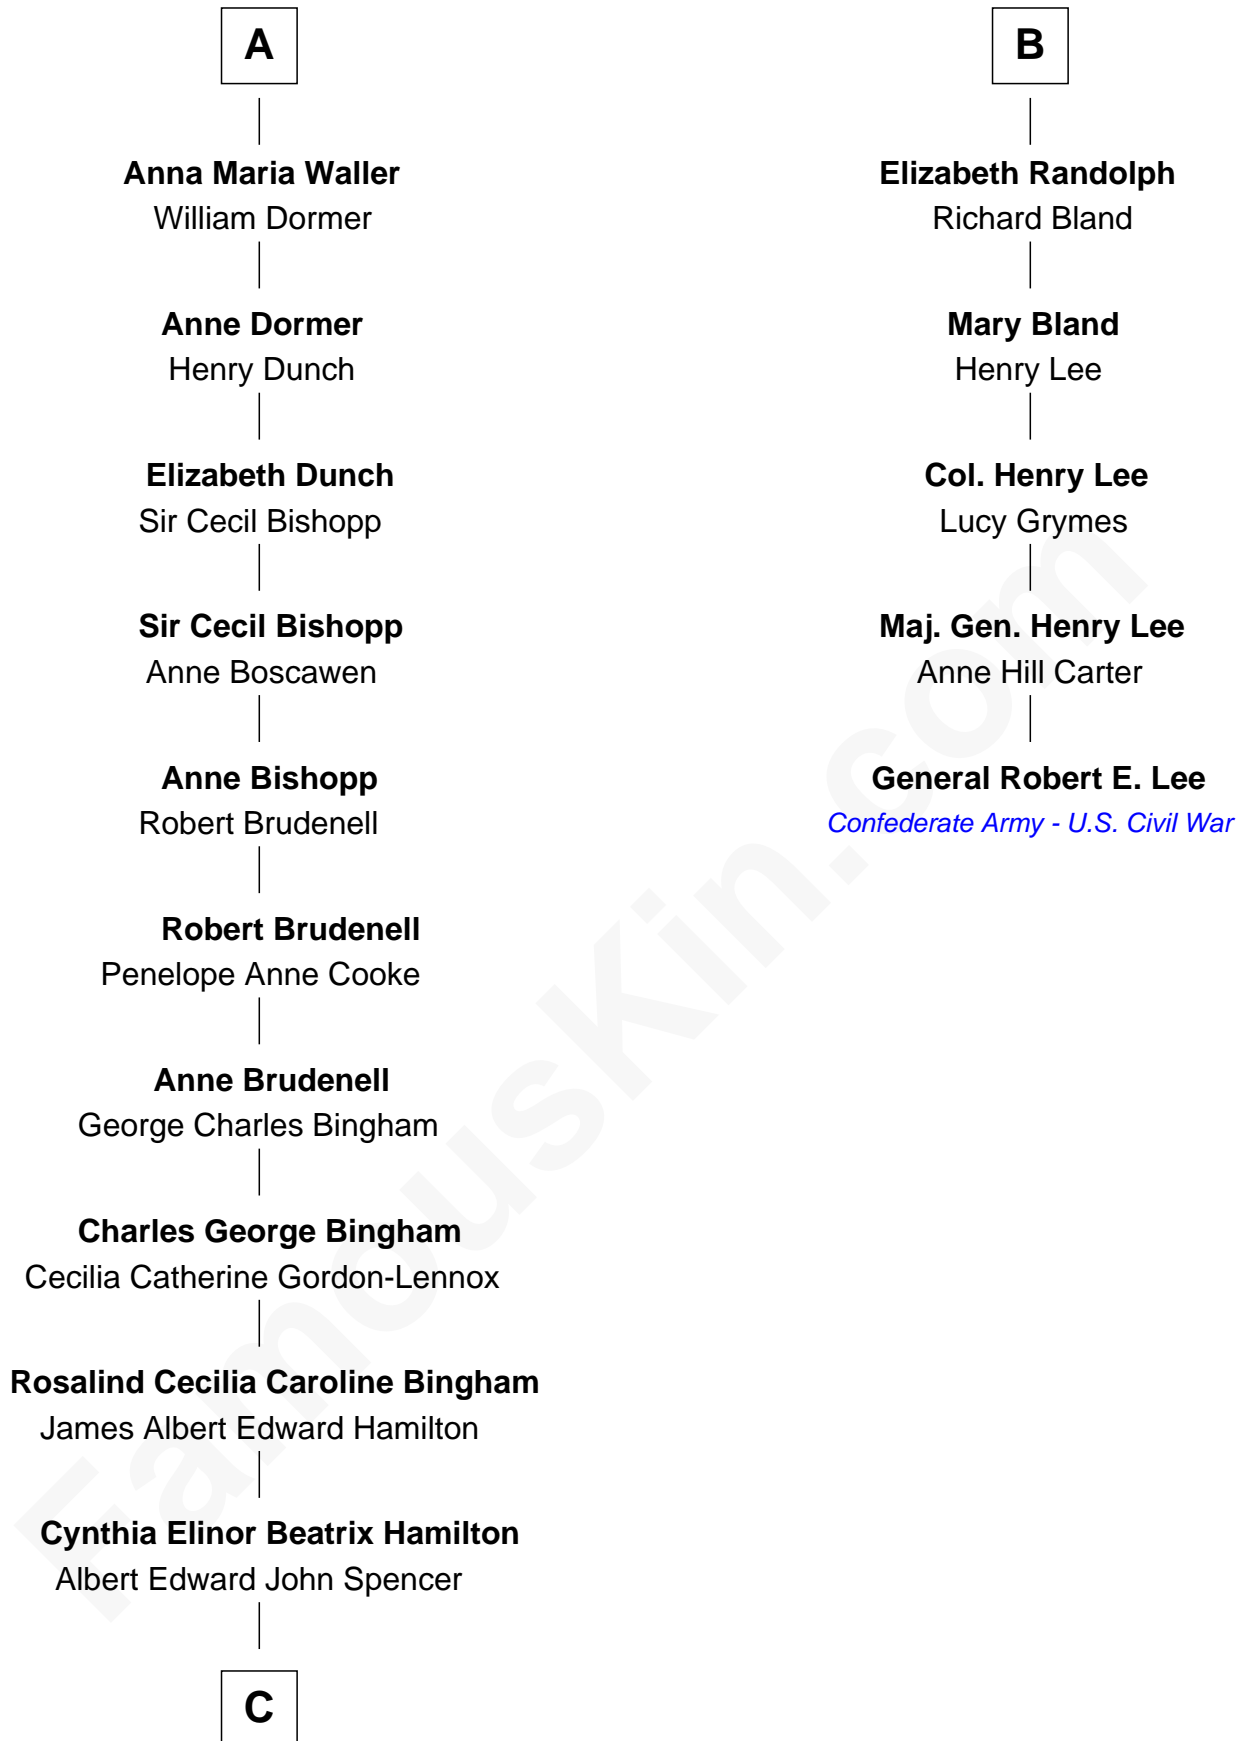 A
Anna Maria Waller
William Dormer
Anne Dormer
Henry Dunch
Elizabeth Dunch
Sir Cecil Bishopp
Sir Cecil Bishopp
Anne Boscawen
Anne Bishopp
Robert Brudenell
Robert Brudenell
Penelope Anne Cooke
Anne Brudenell
George Charles Bingham
Charles George Bingham
Cecilia Catherine Gordon-Lennox
Rosalind Cecilia Caroline Bingham
James Albert Edward Hamilton
Cynthia Elinor Beatrix Hamilton
Albert Edward John Spencer
C
B
Elizabeth Randolph
Richard Bland
Mary Bland
Henry Lee
Col. Henry Lee
Lucy Grymes
Maj. Gen. Henry Lee
Anne Hill Carter
General Robert E. Lee
Confederate Army - U.S. Civil War
FamousKin.com